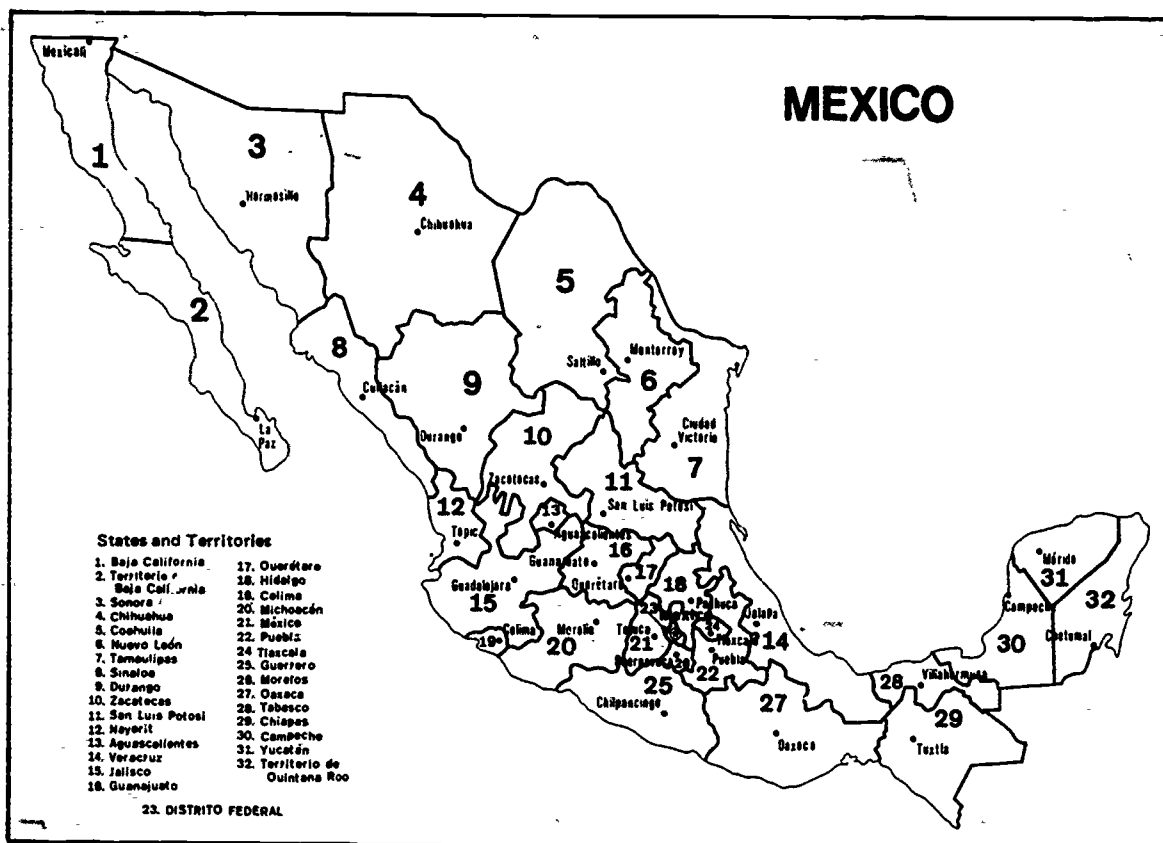 MEXICO
Mexicali
1
3
Hermosillo
4
Chihuahua
5
2
8
Culiacán
9
Saltillo
Monterrey
6
La
Paz
Durango
10
Ciudad
Victoria
7
Zacatecas
11
San Luis Potosi
12
Tepic
13
Aguascalientes
Guanajuato
16
17
Querétaro
18
Pachuca
Guadalajara
15
Colima
19
Morelia
20
23
Toluca
21
Jalapa
14
Tlaxcala
Puebla
22
Cuernavaca
25
Chilpancingo
27
Oaxaca
Mérida
31
32
Campeche
30
Chetumal
28
Villahermosa
29
Tuxtla
States and Territories
1. Baja California
2. Territorio
Baja California
3. Sonora
4. Chihuahua
5. Coahuila
6. Nuevo León
7. Tamaulipas
8. Sinaloa
9. Durango
10. Zacatecas
11. San Luis Potosi
12. Nayarit
13. Aguascalientes
14. Veracruz
15. Jalisco
16. Guanajuato
17. Querétaro
18. Hidalgo
19. Colima
20. Michoacán
21. México
22. Puebla
24 Tlaxcala
25. Guerrero
26. Morelos
27. Oaxaca
28. Tabasco
29. Chiapas
30. Campeche
31. Yucatán
32. Territorio de
Quintana Roo
23. DISTRITO FEDERAL